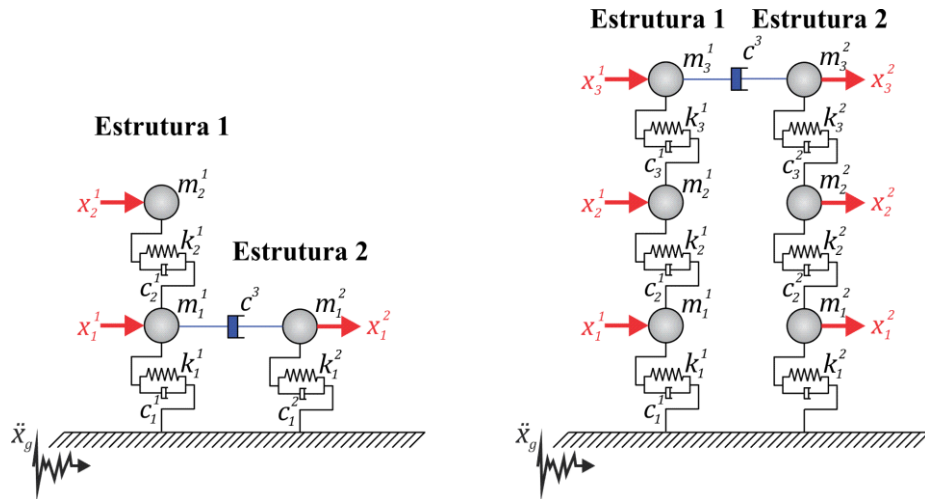 Estrutura 1
x₂¹
m₂¹
k₂¹
c₂¹
Estrutura 2
x₁¹
m₁¹
c³
m₁²
x₁²
k₁¹
c₁¹
k₁²
c₁²
ẍg
Estrutura 1
Estrutura 2
x₃¹
m₃¹
c³
m₃²
x₃²
k₃¹
c₃¹
k₃²
c₃²
x₂¹
m₂¹
m₂²
x₂²
k₂¹
c₂¹
k₂²
c₂²
x₁¹
m₁¹
m₁²
x₁²
k₁¹
c₁¹
k₁²
ẍg